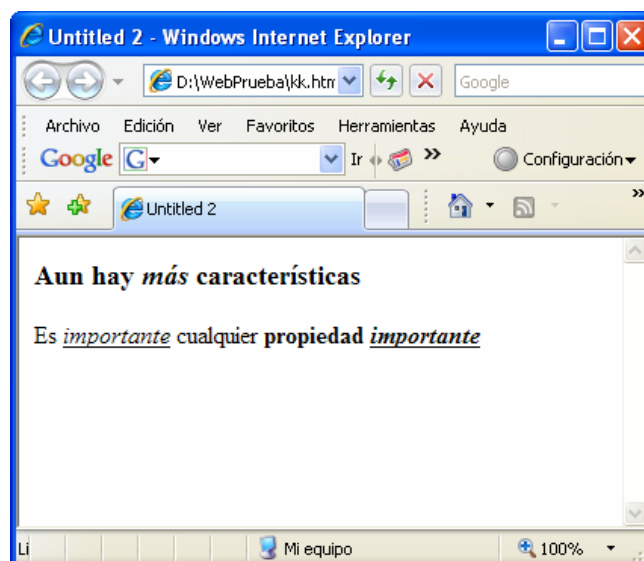 Untitled 2 - Windows Internet Explorer
D:\WebPrueba\kk.htm Google
Archivo Edición Ver Favoritos Herramientas Ayuda
Google G Ir » Configuración
Untitled 2 »
Aun hay más características
Es importante cualquier propiedad importante
Li Mi equipo 100%